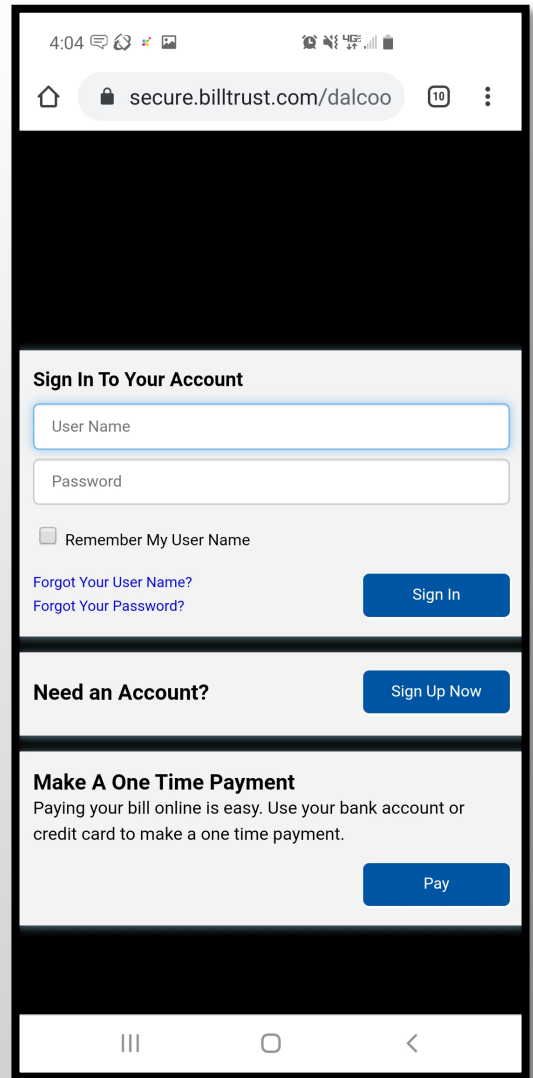 4:04
4GE
secure.billtrust.com/dalcoo
10
Sign In To Your Account
User Name
Password
Remember My User Name
Forgot Your User Name?
Forgot Your Password?
Sign In
Need an Account?
Sign Up Now
Make A One Time Payment
Paying your bill online is easy. Use your bank account or
credit card to make a one time payment.
Pay